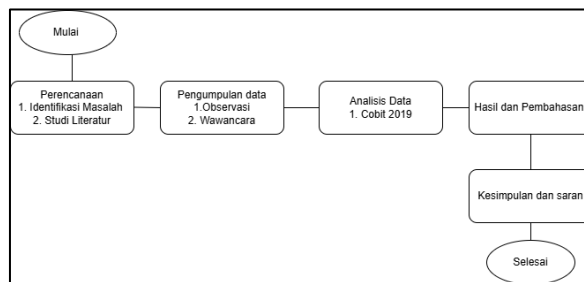 Mulai
Perencanaan
1. Identifikasi Masalah
2. Studi Literatur
Pengumpulan data
1.Observasi
2. Wawancara
Analisis Data
1. Cobit 2019
Hasil dan Pembahasan
Kesimpulan dan saran
Selesai